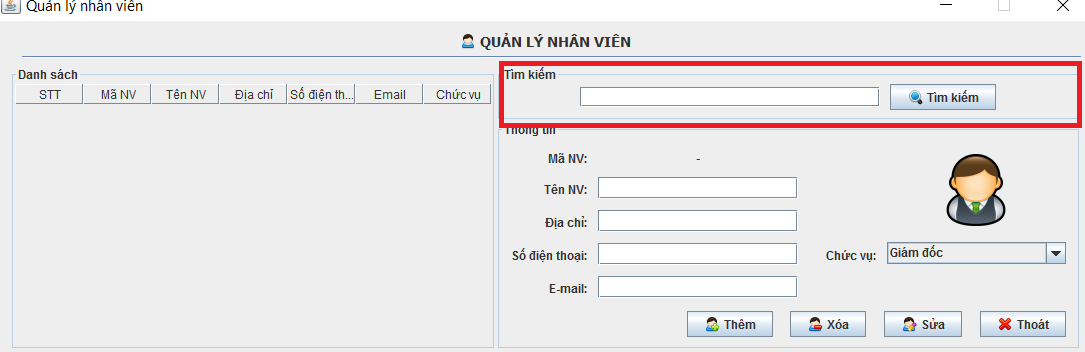 Quản lý nhân viên
QUẢN LÝ NHÂN VIÊN
Danh sách
STT Mã NV Tên NV Địa chỉ Số điện th... Email Chức vụ
Tìm kiếm
Tìm kiếm
Thông tin
Mã NV: -
Tên NV:
Địa chỉ:
Số điện thoại:
Chức vụ: Giám đốc
E-mail:
Thêm Xóa Sửa Thoát